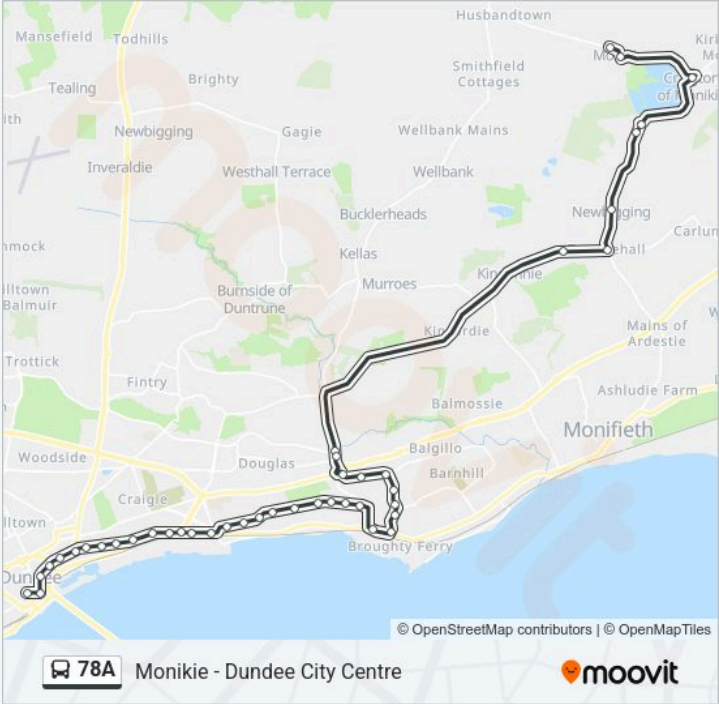 Husbandtown
Mansefield
Todhills
Smithfield
Cottages
Tealing
Brighty
Newbigging
Gagie
Wellbank Mains
Inveraldie
Westhall Terrace
Wellbank
Bucklerheads
Kellas
Burnside of
Duntrune
Murroes
Mains of
Ardestie
Trottick
Fintry
Ashludie Farm
Balmossie
Monifieth
Woodside
Douglas
Balgillo
Barnhill
Craigie
Broughty Ferry
Dundee
© OpenStreetMap contributors | © OpenMapTiles
78A
Monikie - Dundee City Centre
moovit